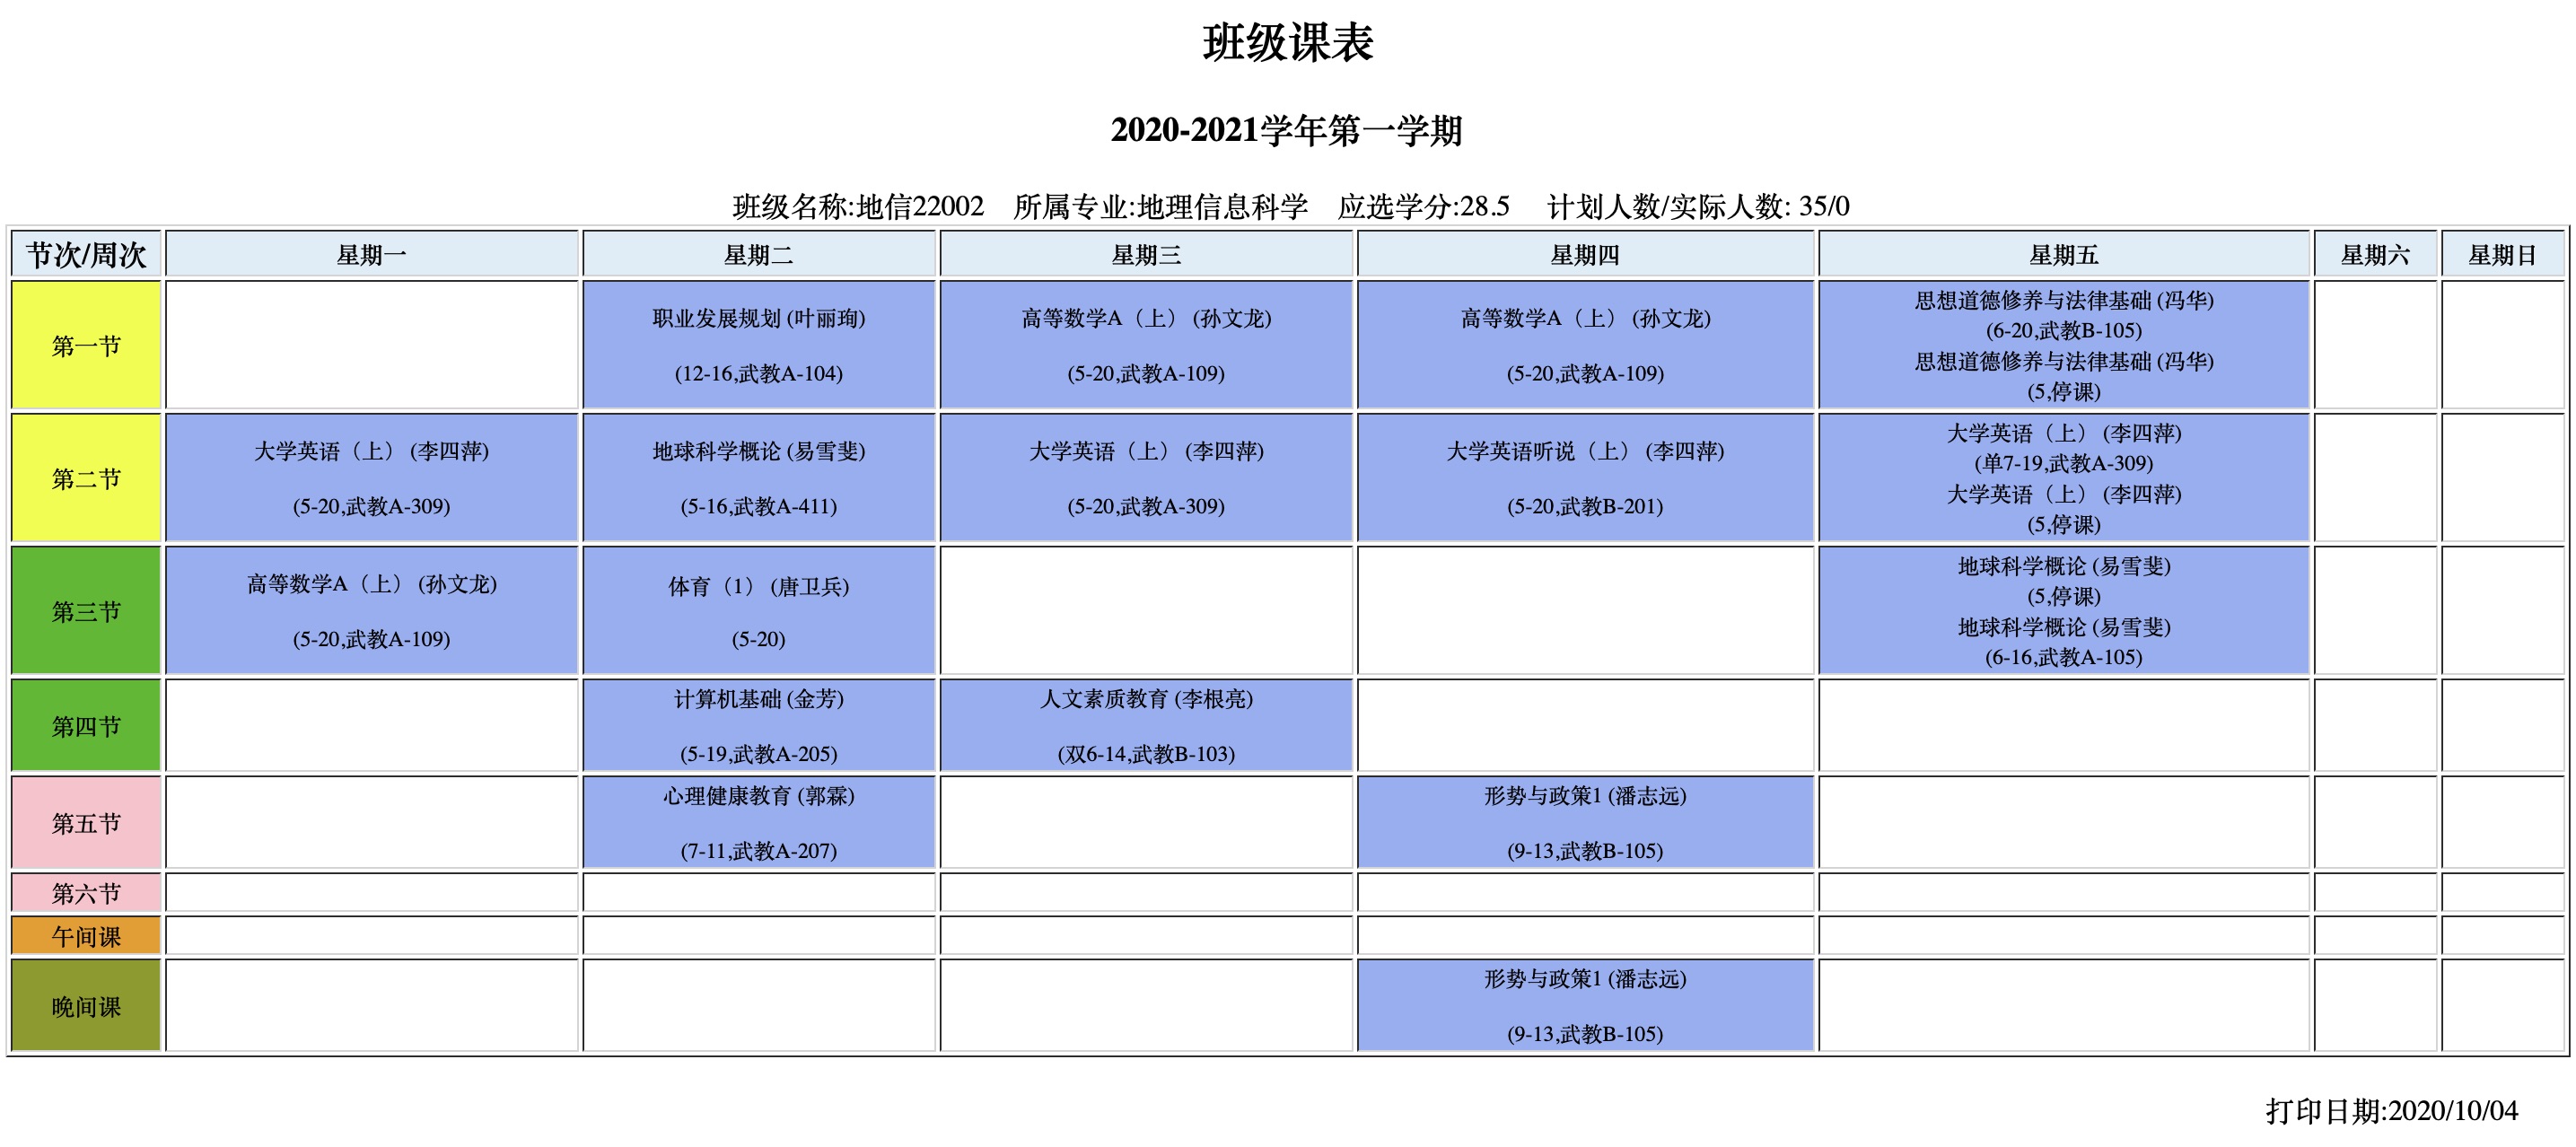 班级课表
2020-2021学年第一学期
班级名称:地信22002 所属专业:地理信息科学 应选学分:28.5 计划人数/实际人数: 35/0
节次/周次 星期一 星期二 星期三 星期四 星期五 星期六 星期日
第一节
职业发展规划 (叶丽珣)
(12-16,武教A-104)
高等数学A（上） (孙文龙)
(5-20,武教A-109)
高等数学A（上） (孙文龙)
(5-20,武教A-109)
思想道德修养与法律基础 (冯华)
(6-20,武教B-105)
思想道德修养与法律基础 (冯华)
(5,停课)
第二节
大学英语（上） (李四萍)
(5-20,武教A-309)
地球科学概论 (易雪斐)
(5-16,武教A-411)
大学英语（上） (李四萍)
(5-20,武教A-309)
大学英语听说（上） (李四萍)
(5-20,武教B-201)
大学英语（上） (李四萍)
(单7-19,武教A-309)
大学英语（上） (李四萍)
(5,停课)
第三节
高等数学A（上） (孙文龙)
(5-20,武教A-109)
体育（1） (唐卫兵)
(5-20)
地球科学概论 (易雪斐)
(5,停课)
地球科学概论 (易雪斐)
(6-16,武教A-105)
第四节
计算机基础 (金芳)
(5-19,武教A-205)
人文素质教育 (李根亮)
(双6-14,武教B-103)
第五节
心理健康教育 (郭霖)
(7-11,武教A-207)
形势与政策1 (潘志远)
(9-13,武教B-105)
第六节
午间课
晚间课
形势与政策1 (潘志远)
(9-13,武教B-105)
打印日期:2020/10/04